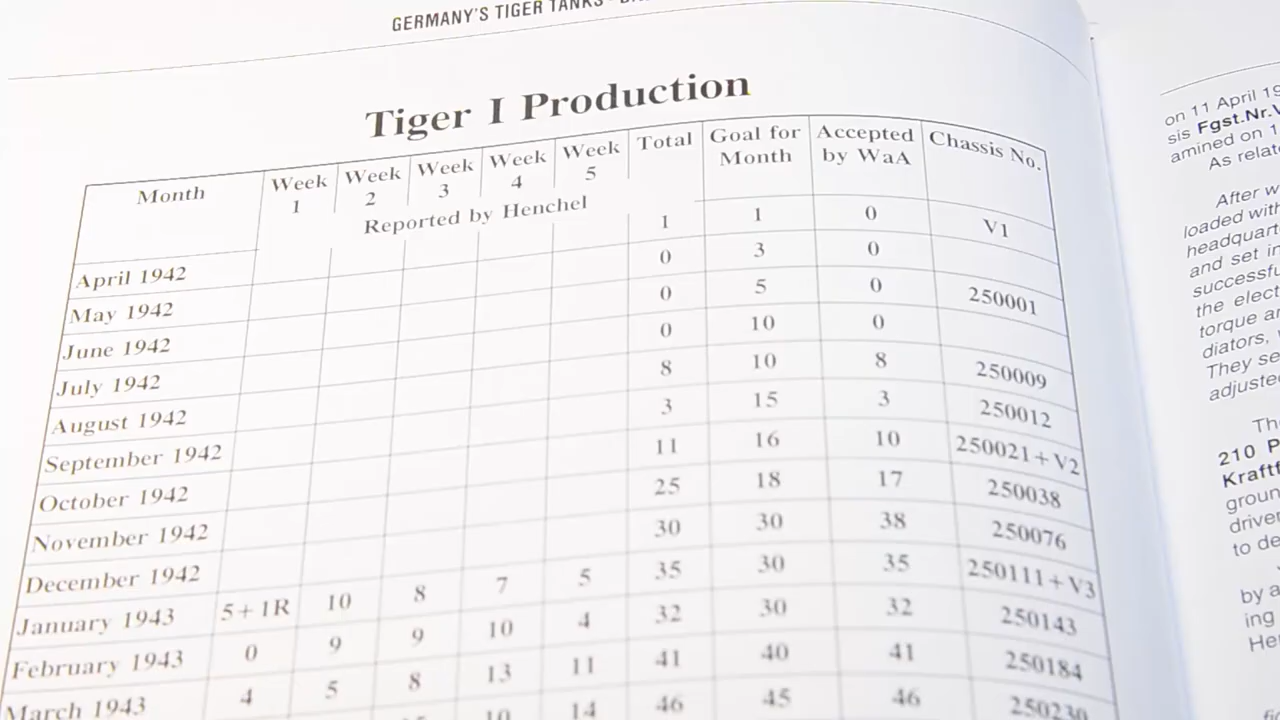 GERMANY'S TIGER TANKS
Tiger I Production
Month Week 1 Week 2 Week 3 Week 4 Week 5 Total Goal for Month Accepted by WaA Chassis No.
Reported by Henchel
April 1942 1 1 0 V1
May 1942 0 3 0
June 1942 0 5 0 250001
July 1942 0 10 0
August 1942 8 10 8 250009
September 1942 3 15 3 250012
October 1942 11 16 10 250021+V2
November 1942 25 18 17 250038
December 1942 30 30 38 250076
January 1943 5+1R 10 8 7 5 35 30 35 250111+V3
February 1943 0 9 9 10 4 32 30 32 250143
March 1943 4 5 8 13 11 41 40 41 250184
10 14 46 45 46 250230
on 11 April 19
sis Fgst.Nr.V
amined on 1
As relat
After w
loaded with
headquart
and set in
successfu
the elect
torque ar
diators,
They se
adjusted
Th
210 P
Kraftf
groun
driver
to de
by a
ing
He